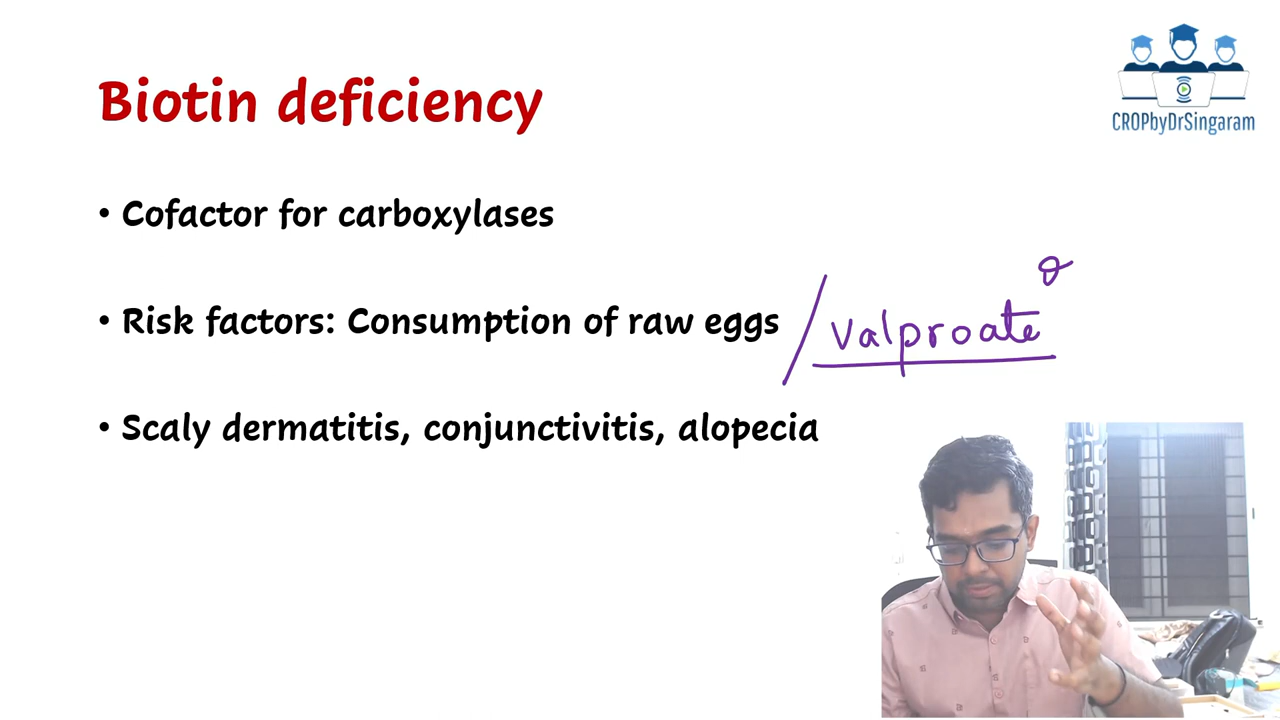 Biotin deficiency
CROPbyDrSingaram
• Cofactor for carboxylases
• Risk factors: Consumption of raw eggs / valproate
• Scaly dermatitis, conjunctivitis, alopecia